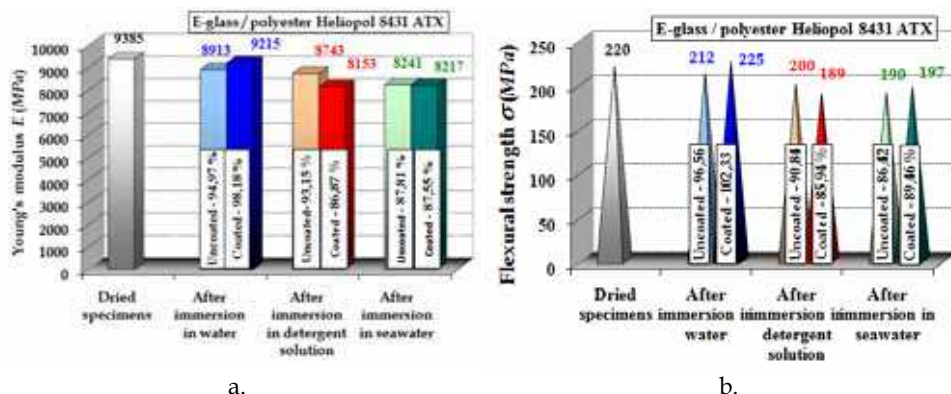 E-glass / polyester Heliopol 8431 ATX
Young's modulus E (MPa)
10000
9000
8000
7000
6000
5000
4000
3000
2000
1000
0
9385
8913
9215
8743
8153
8241
8217
Uncoated - 94,97 %
Coated - 98,18 %
Uncoated - 93,15 %
Coated - 86,87 %
Uncoated - 87,81 %
Coated - 87,55 %
Dried
specimens
After
immersion
in water
After
immersion
in detergent
solution
After
immersion
in seawater
a.
E-glass / polyester Heliopol 8431 ATX
Flexural strength σ (MPa)
250
200
150
100
50
0
220
212
225
200
189
190
197
Uncoated - 96,56
Coated - 102,33
Uncoated - 90,84
Coated - 85,94 %
Uncoated - 86,42
Coated - 89,46 %
Dried
specimens
After
immersion in
water
After
immersion in
detergent
solution
After
immersion in
seawater
b.